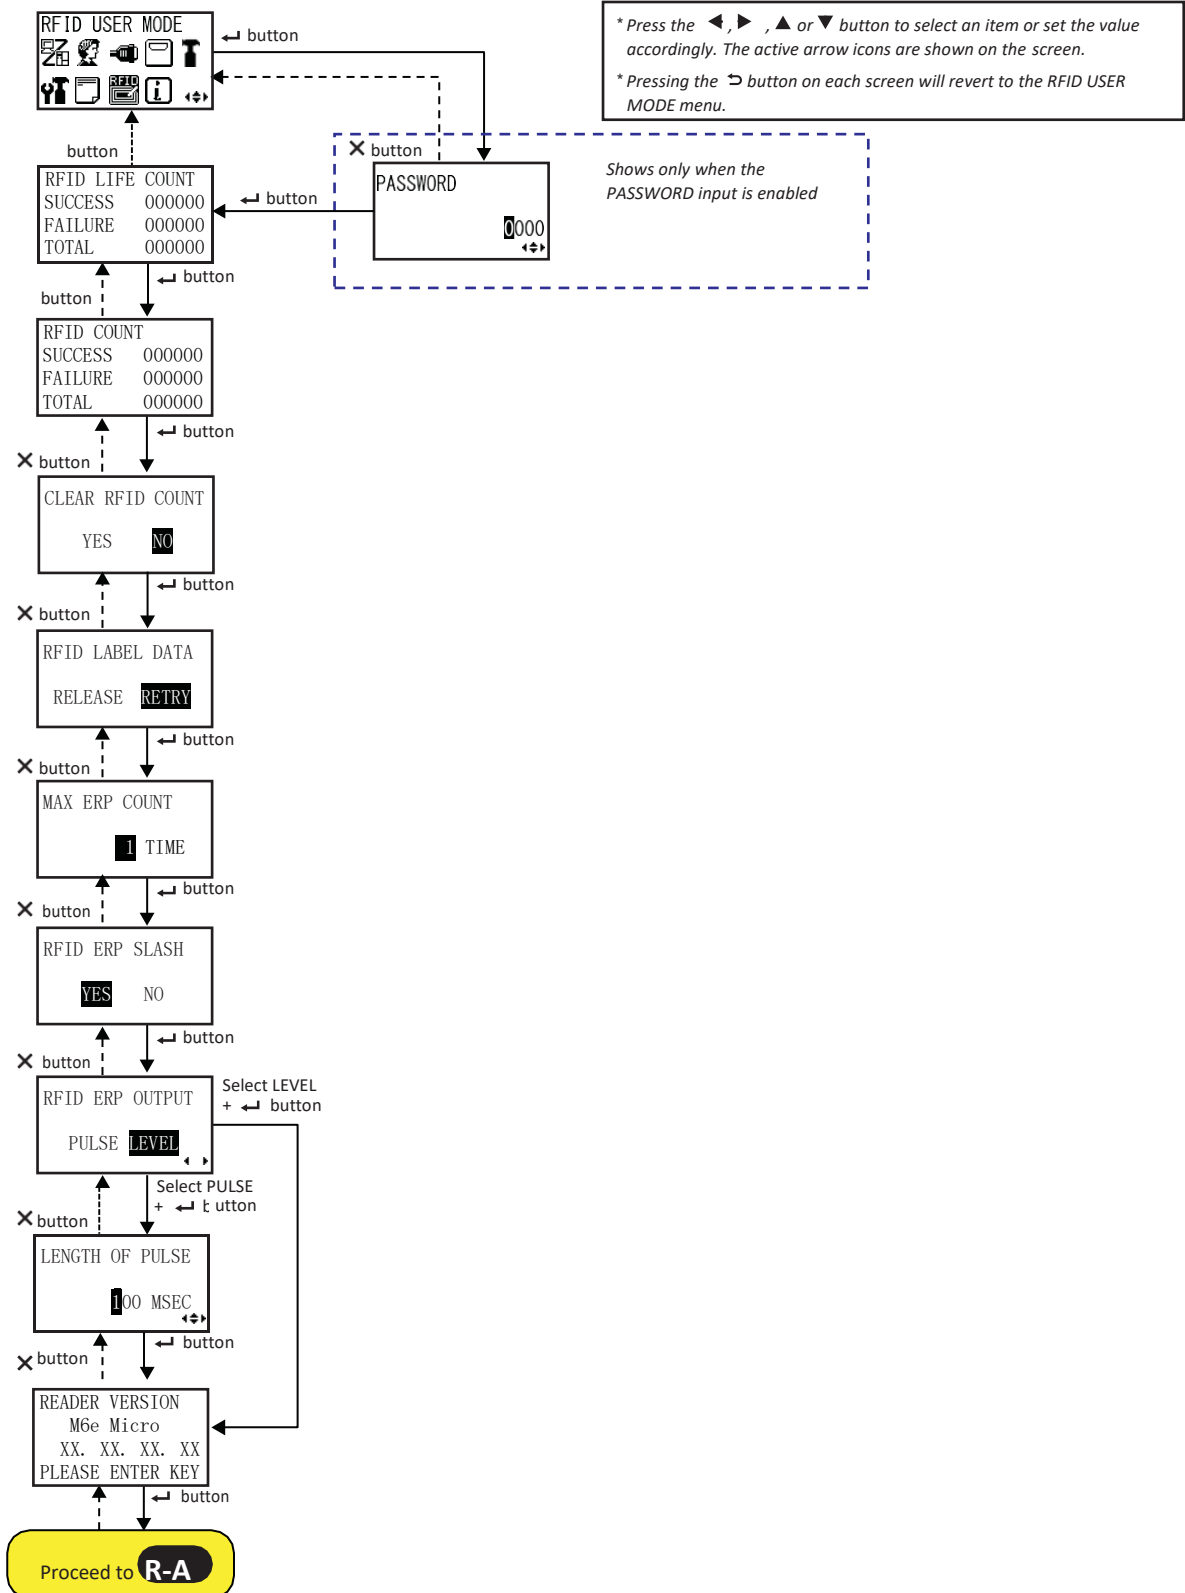 RFID USER MODE
RFID
i
button
* Press the , , or button to select an item or set the value
accordingly. The active arrow icons are shown on the screen.
* Pressing the button on each screen will revert to the RFID USER
MODE menu.
button
button
PASSWORD
0000
Shows only when the
PASSWORD input is enabled
RFID LIFE COUNT
SUCCESS 000000
FAILURE 000000
TOTAL 000000
button
button
button
RFID COUNT
SUCCESS 000000
FAILURE 000000
TOTAL 000000
button
button
CLEAR RFID COUNT
YES NO
button
button
RFID LABEL DATA
RELEASE RETRY
button
button
MAX ERP COUNT
1 TIME
button
button
RFID ERP SLASH
YES NO
button
button
RFID ERP OUTPUT
PULSE LEVEL
Select LEVEL
+ button
Select PULSE
+ button
button
LENGTH OF PULSE
100 MSEC
button
button
READER VERSION
M6e Micro
XX. XX. XX. XX
PLEASE ENTER KEY
button
Proceed to R-A